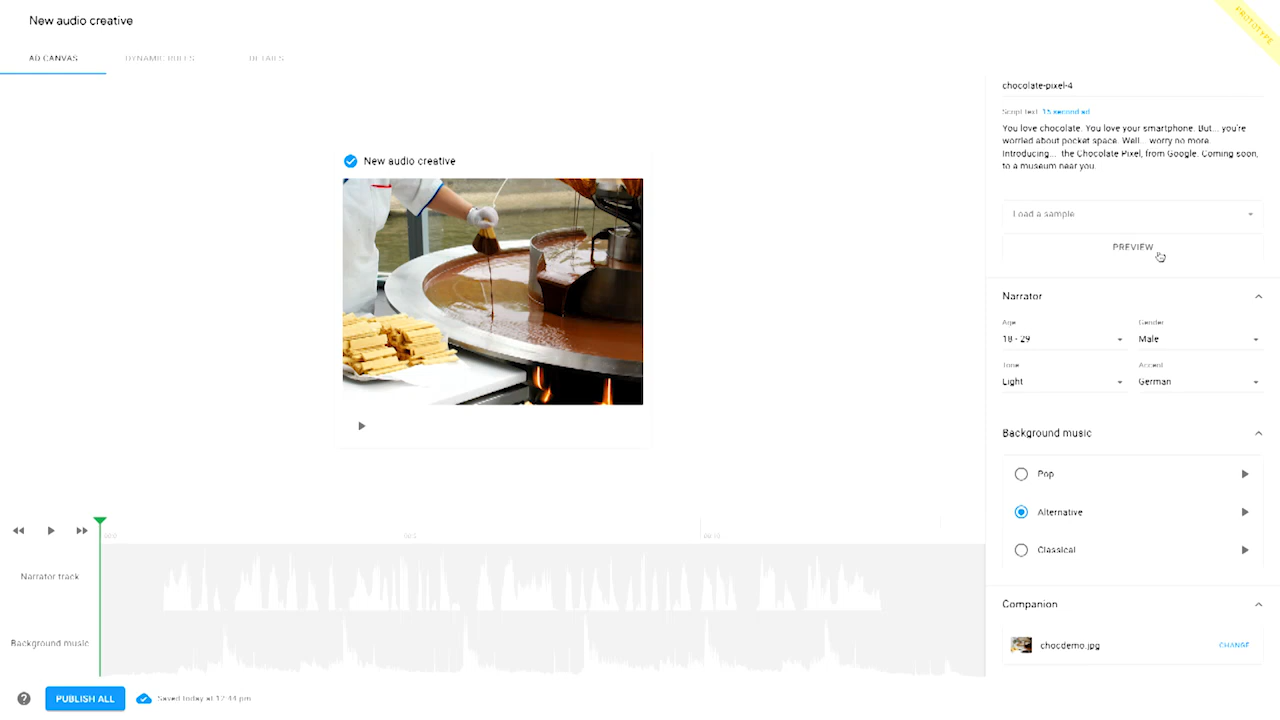 New audio creative
PROTOTYPE
AD CANVAS
DYNAMIC RULES
DETAILS
chocolate-pixel-4
Script text 15 second ad
You love chocolate. You love your smartphone. But... you're
worried about pocket space. Well... worry no more.
Introducing... the Chocolate Pixel, from Google. Coming soon,
to a museum near you.
New audio creative
Load a sample
PREVIEW
Narrator
Age
Gender
18 - 29
Male
Tone
Accent
Light
German
Background music
Pop
Alternative
Classical
Narrator track
Background music
Companion
chocdemo.jpg
CHANGE
PUBLISH ALL
Saved today at 12:44 pm